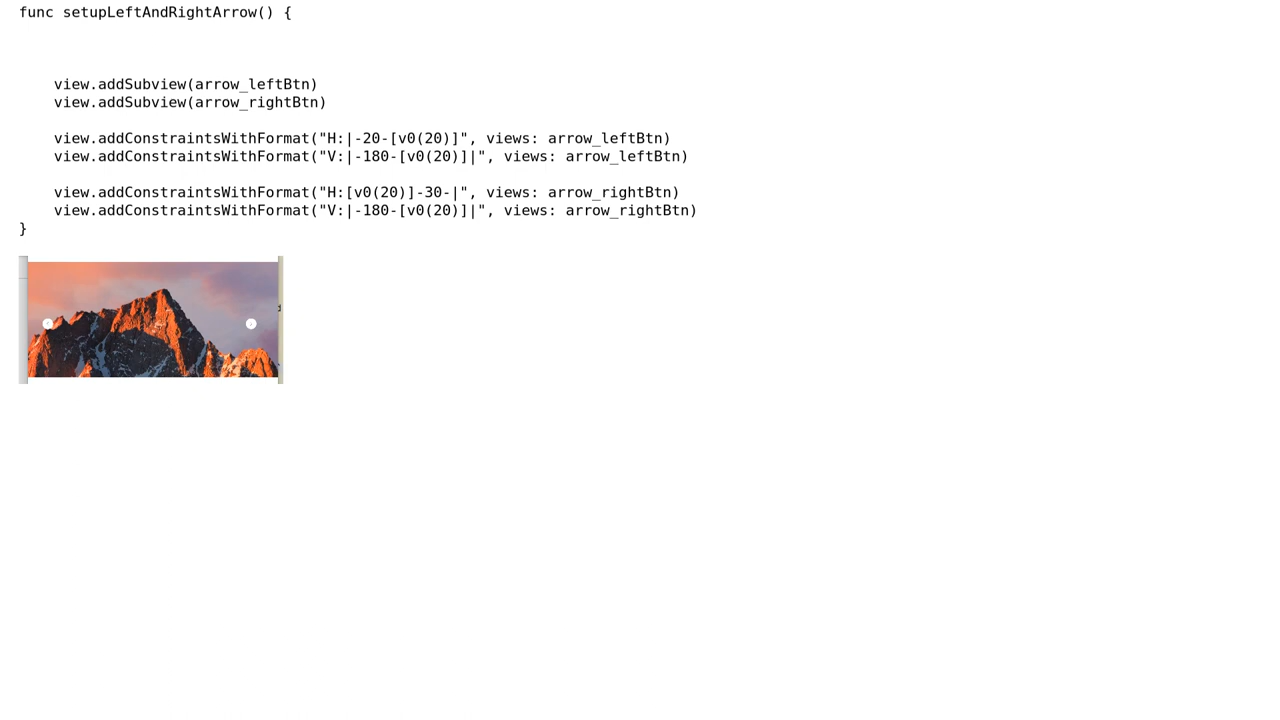 func setupLeftAndRightArrow() {
view.addSubview(arrow_leftBtn)
view.addSubview(arrow_rightBtn)
view.addConstraintsWithFormat("H:|-20-[v0(20)]", views: arrow_leftBtn)
view.addConstraintsWithFormat("V:|-180-[v0(20)]|", views: arrow_leftBtn)
view.addConstraintsWithFormat("H:[v0(20)]-30-|", views: arrow_rightBtn)
view.addConstraintsWithFormat("V:|-180-[v0(20)]|", views: arrow_rightBtn)
}